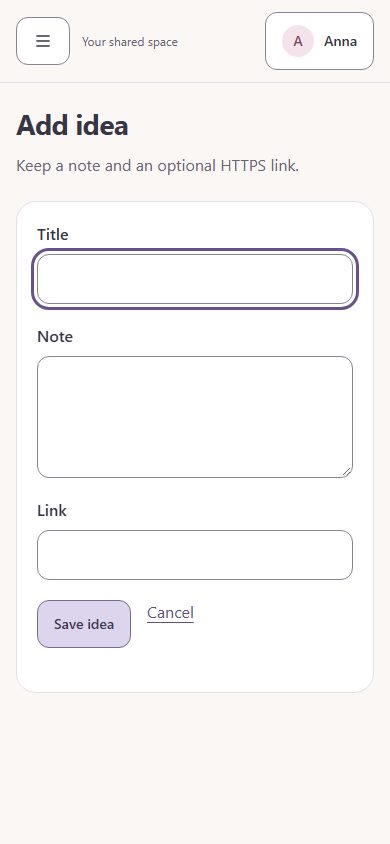 Your shared space
A Anna
Add idea
Keep a note and an optional HTTPS link.
Title
Note
Link
Save idea Cancel